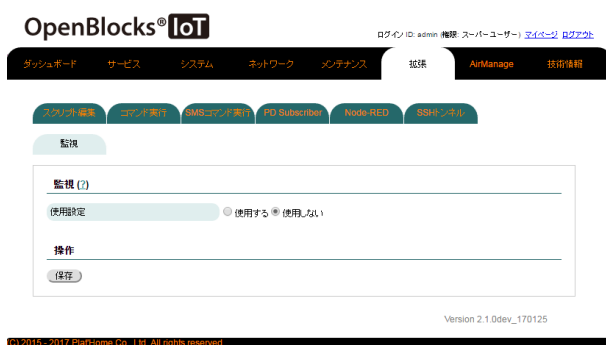 OpenBlocks® IoT
ログイン ID: admin (権限: スーパーユーザー) マイページ ログアウト
ダッシュボード サービス システム ネットワーク メンテナンス 拡張 AirManage 技術情報
スクリプト編集 コマンド実行 SMSコマンド実行 PD Subscriber Node-RED SSHトンネル
監視
監視 (?)
使用設定 使用する 使用しない
操作
保存
Version 2.1.0dev_170125
(C) 2015 - 2017 Plat'Home Co., Ltd. All rights reserved.